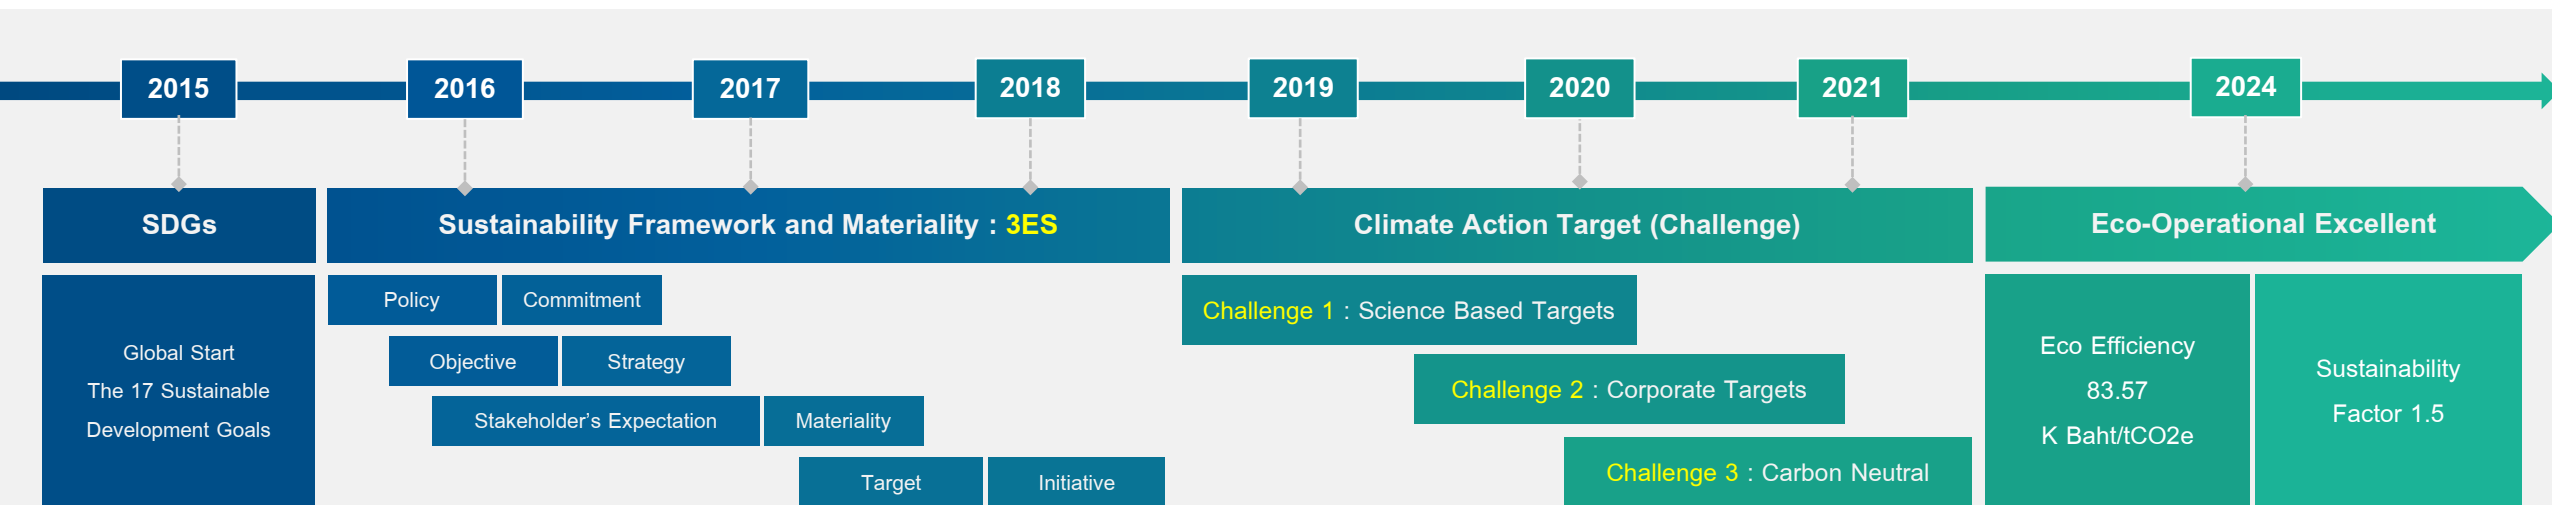 2015
2016
2017
2018
2019
2020
2021
2024
SDGs
Sustainability Framework and Materiality : 3ES
Climate Action Target (Challenge)
Eco-Operational Excellent
Global Start
The 17 Sustainable
Development Goals
Policy
Commitment
Objective
Strategy
Stakeholder’s Expectation
Materiality
Target
Initiative
Challenge 1 : Science Based Targets
Challenge 2 : Corporate Targets
Challenge 3 : Carbon Neutral
Eco Efficiency
83.57
K Baht/tCO2e
Sustainability
Factor 1.5